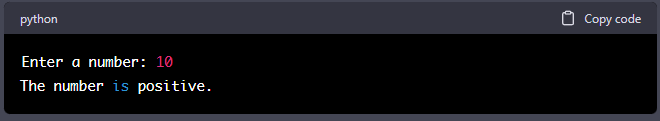 python Copy code
Enter a number: 10
The number is positive.